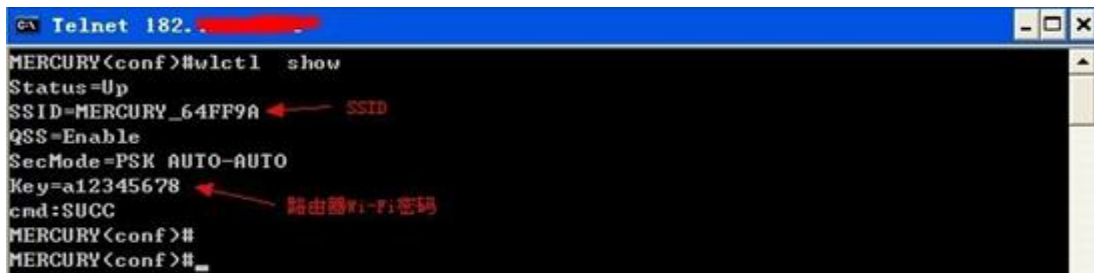 Telnet 182.
MERCURY(conf)#wlctl show
Status=Up
SSID=MERCURY_64FF9A SSID
QSS=Enable
SecMode=PSK AUTO-AUTO
Key=a12345678
路由器Wi-Fi密码
cmd:SUCC
MERCURY(conf)#
MERCURY(conf)#_